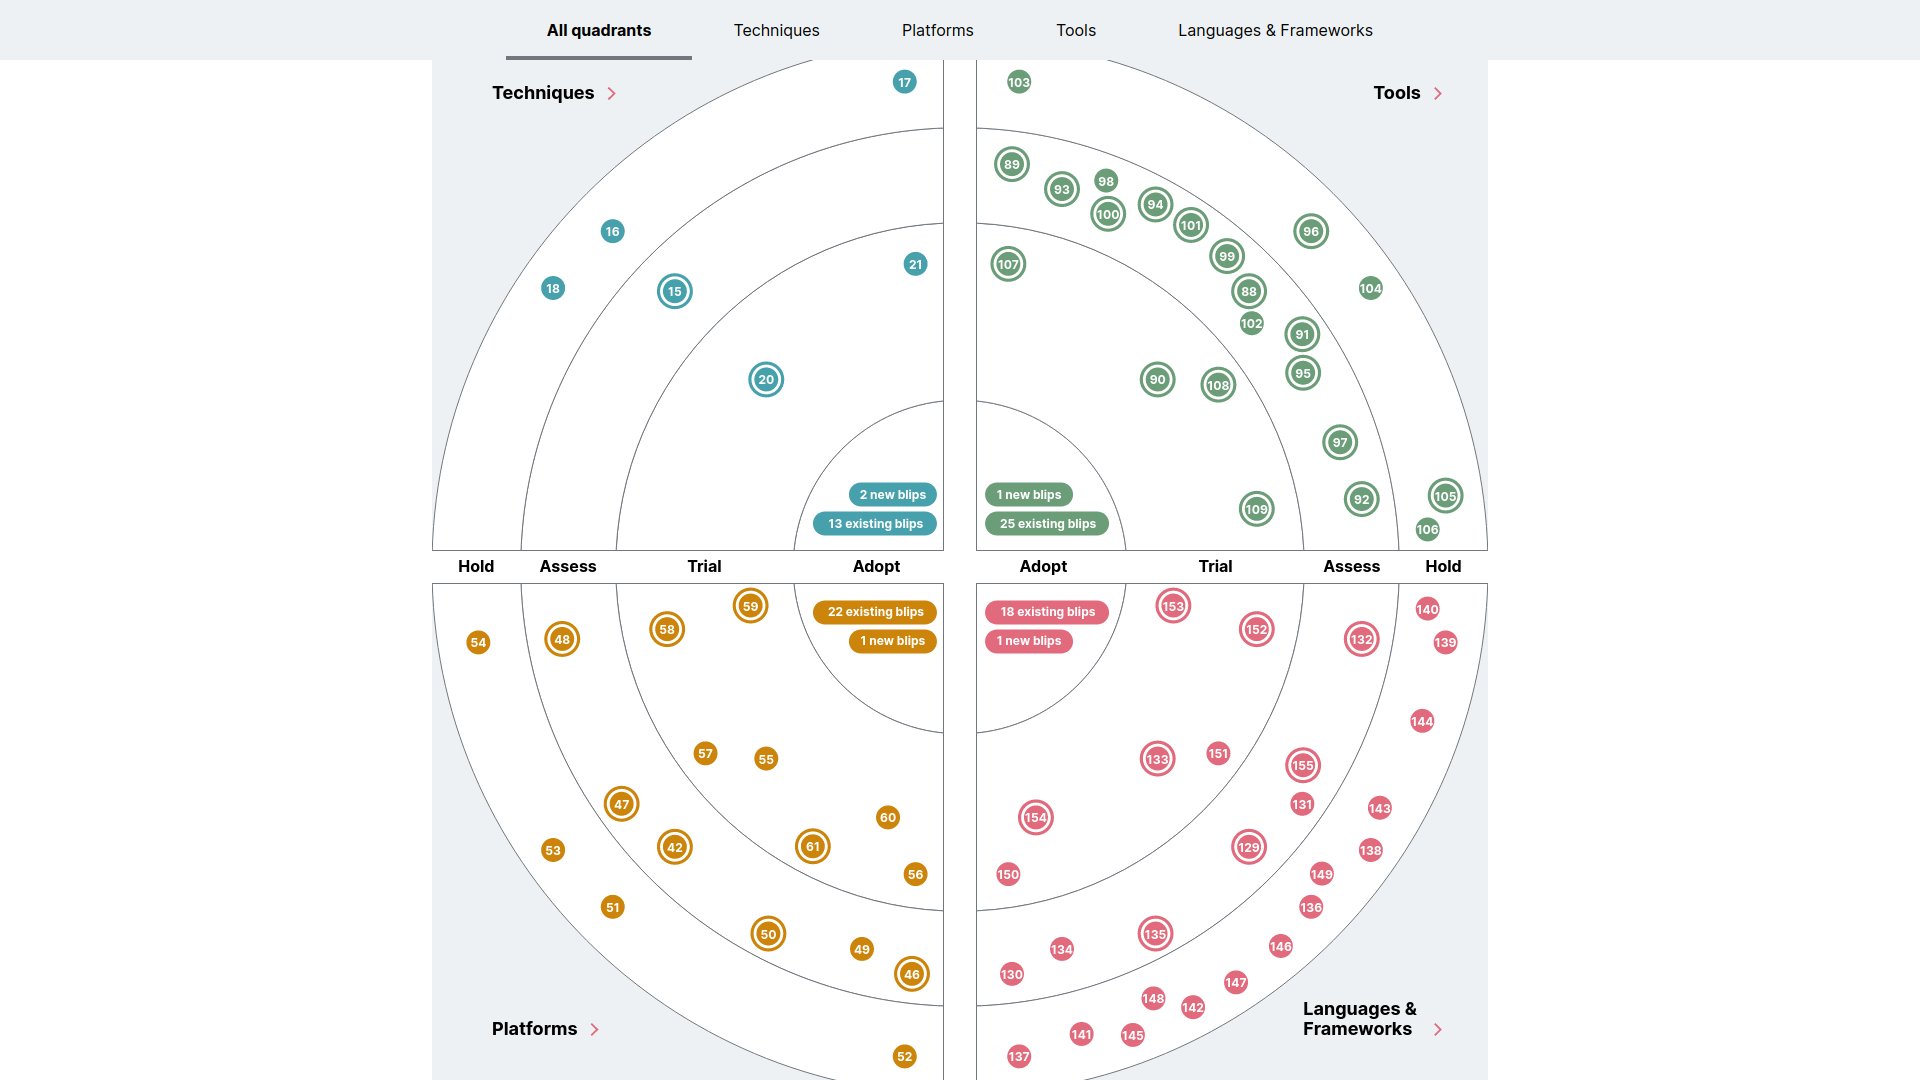 All quadrants
Techniques
Platforms
Tools
Languages & Frameworks
Techniques
17
16
18
15
21
20
2 new blips
13 existing blips
Tools
103
89
93
98
100
94
101
99
96
88
104
102
107
91
95
90
108
97
92
105
109
106
1 new blips
25 existing blips
Hold
Assess
Trial
Adopt
Adopt
Trial
Assess
Hold
59
58
48
54
22 existing blips
1 new blips
57
55
47
60
42
61
53
56
51
50
49
46
Platforms
52
18 existing blips
1 new blips
153
152
132
140
139
144
133
151
155
131
143
154
129
138
150
149
136
135
134
146
130
147
148
142
141
145
137
Languages &
Frameworks